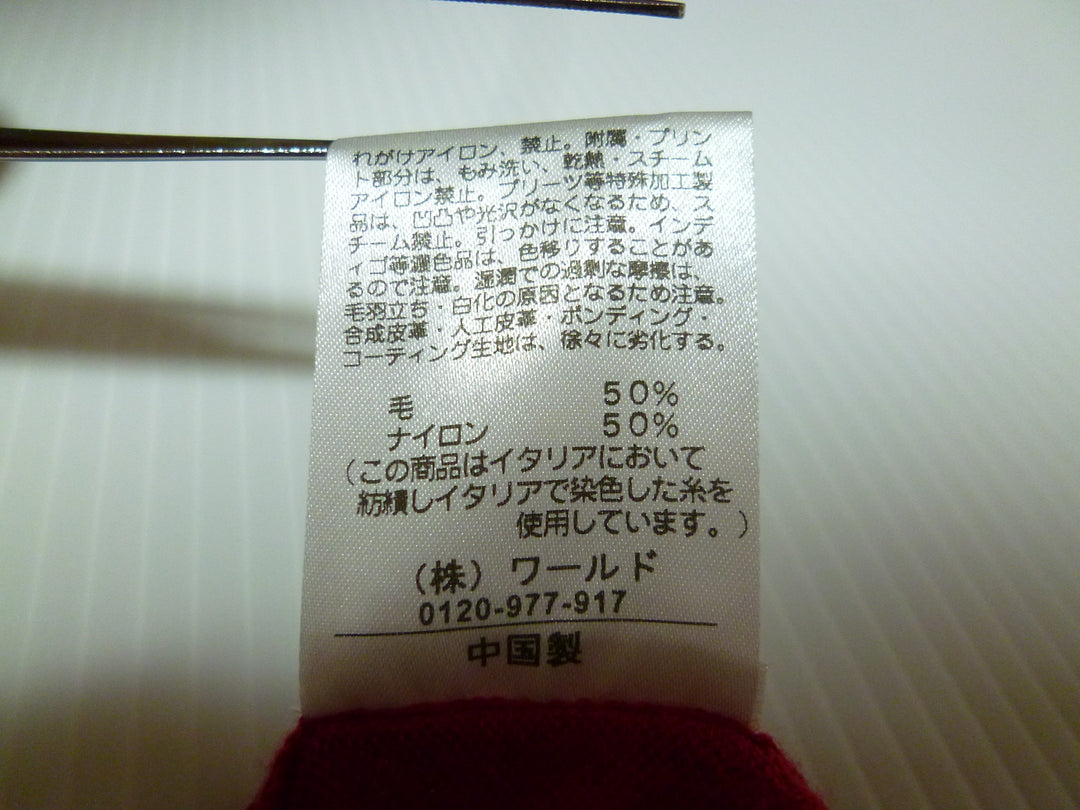 れがけアイロン、禁止。附属・プリン
ト部分は、もみ洗い、乾熱・スチーム
アイロン禁止。プリーツ等特殊加工製
品は、凹凸や光沢がなくなるため、ス
チーム禁止。引っかけに注意。インデ
ィゴ等濃色品は、色移りすることがあ
るので注意。湿潤での過剰な摩擦は、
毛羽立ち・白化の原因となるため注意。
合成皮革・人工皮革・ボンディング・
コーティング生地は、徐々に劣化する。
毛 50%
ナイロン 50%
(この商品はイタリアにおいて
紡績しイタリアで染色した糸を
使用しています。)
(株) ワールド
0120-977-917
中国製